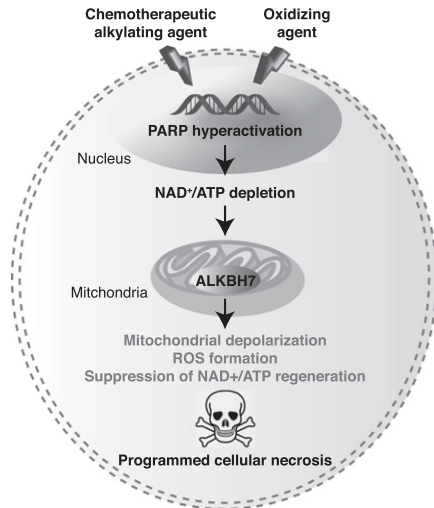 Chemotherapeutic
alkylating agent
Oxidizing
agent
PARP hyperactivation
Nucleus
NAD⁺/ATP depletion
ALKBH7
Mitchondria
Mitochondrial depolarization
ROS formation
Suppression of NAD+/ATP regeneration
Programmed cellular necrosis